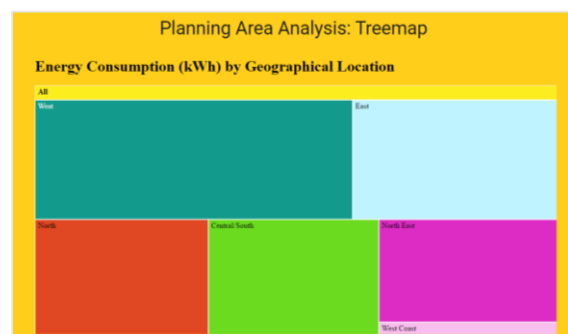 Planning Area Analysis: Treemap
Energy Consumption (kWh) by Geographical Location
All
West
East
North
Central/South
North East
West Coast